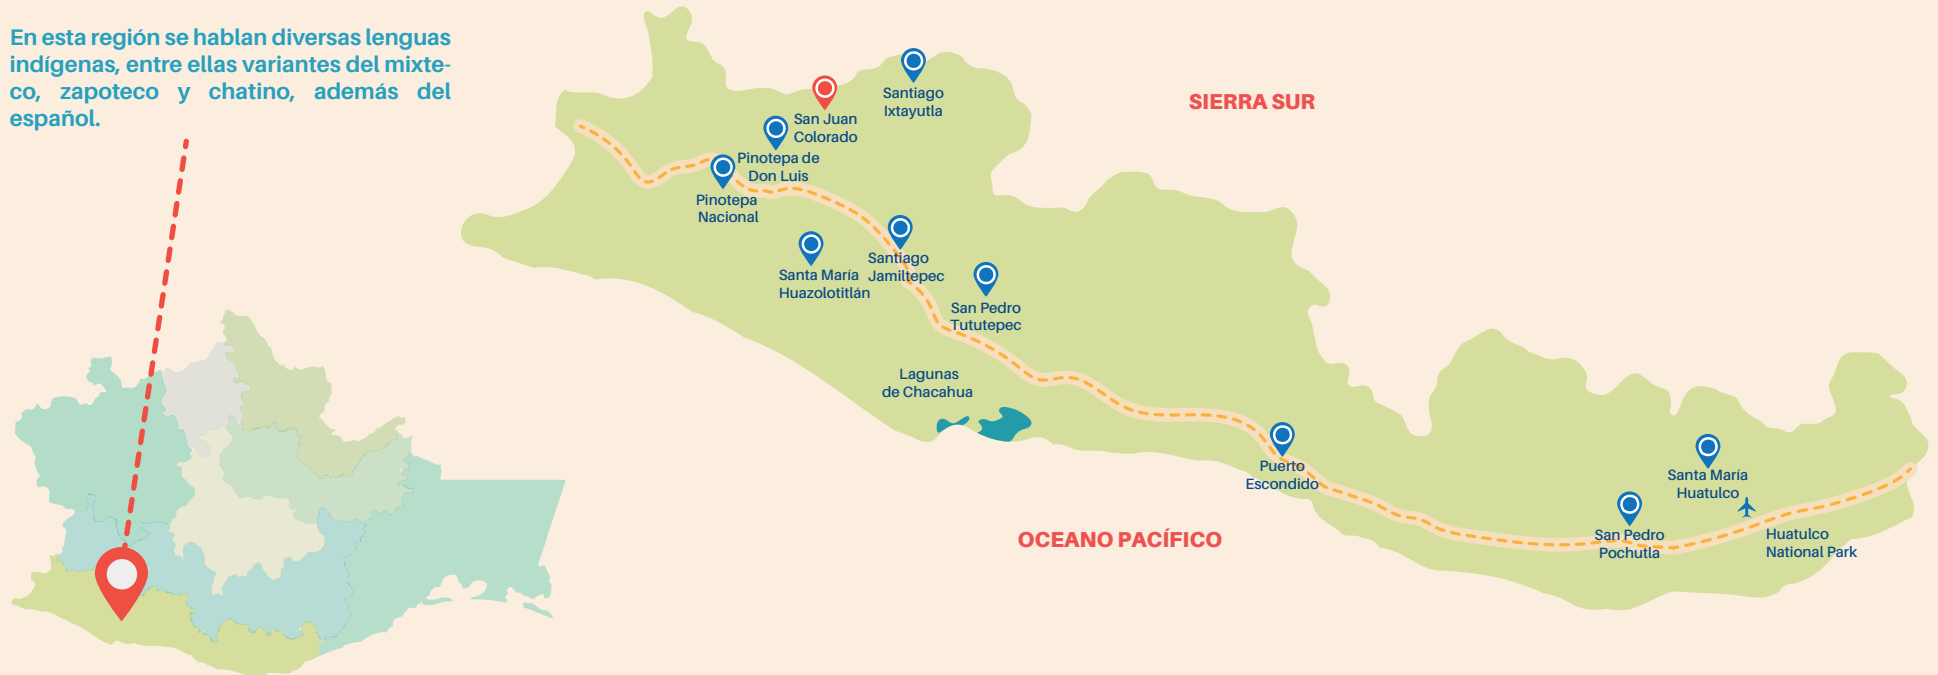 En esta región se hablan diversas lenguas
indígenas, entre ellas variantes del mixte-
co, zapoteco y chatino, además del
español.
Santiago
Ixtayutla
SIERRA SUR
San Juan
Colorado
Pinotepa de
Don Luis
Pinotepa
Nacional
Santiago
Jamiltepec
Santa María
Huazolotitlán
San Pedro
Tututepec
Lagunas
de Chacahua
Puerto
Escondido
Santa María
Huatulco
OCEANO PACÍFICO
San Pedro
Pochutla
Huatulco
National Park